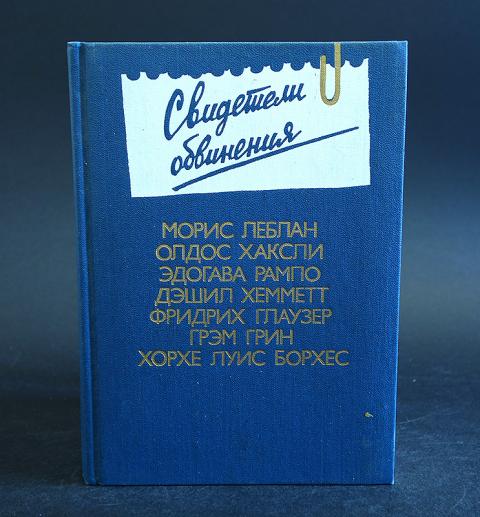 Свидетели
обвинения
МОРИС ЛЕБЛАН
ОЛДОС ХАКСЛИ
ЭДОГАВА РАМПО
ДЭШИЛ ХЕММЕТТ
ФРИДРИХ ГЛАУЗЕР
ГРЭМ ГРИН
ХОРХЕ ЛУИС БОРХЕС